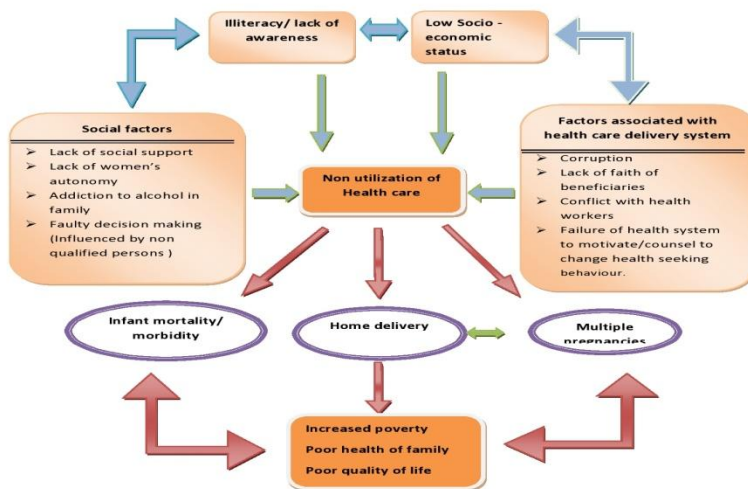 Illiteracy/ lack of
awareness
Low Socio -
economic
status
Social factors
Lack of social support
Lack of women's
autonomy
Addiction to alcohol in
family
Faulty decision making
(Influenced by non
qualified persons )
Factors associated with
health care delivery system
Corruption
Lack of faith of
beneficiaries
Conflict with health
workers
Failure of health system
to motivate/counsel to
change health seeking
behaviour.
Non utilization of
Health care
Infant mortality/
morbidity
Home delivery
Multiple
pregnancies
Increased poverty
Poor health of family
Poor quality of life